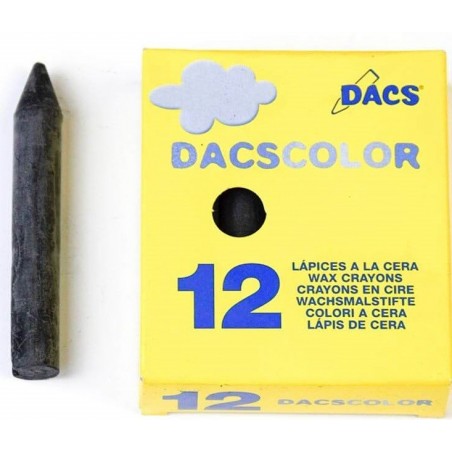 DACS®
DACSCOLOR
12
LÁPICES A LA CERA
WAX CRAYONS
CRAYONS EN CIRE
WACHSMALSTIFTE
COLORI A CERA
LÁPIS DE CERA
12 DACSCOLOR